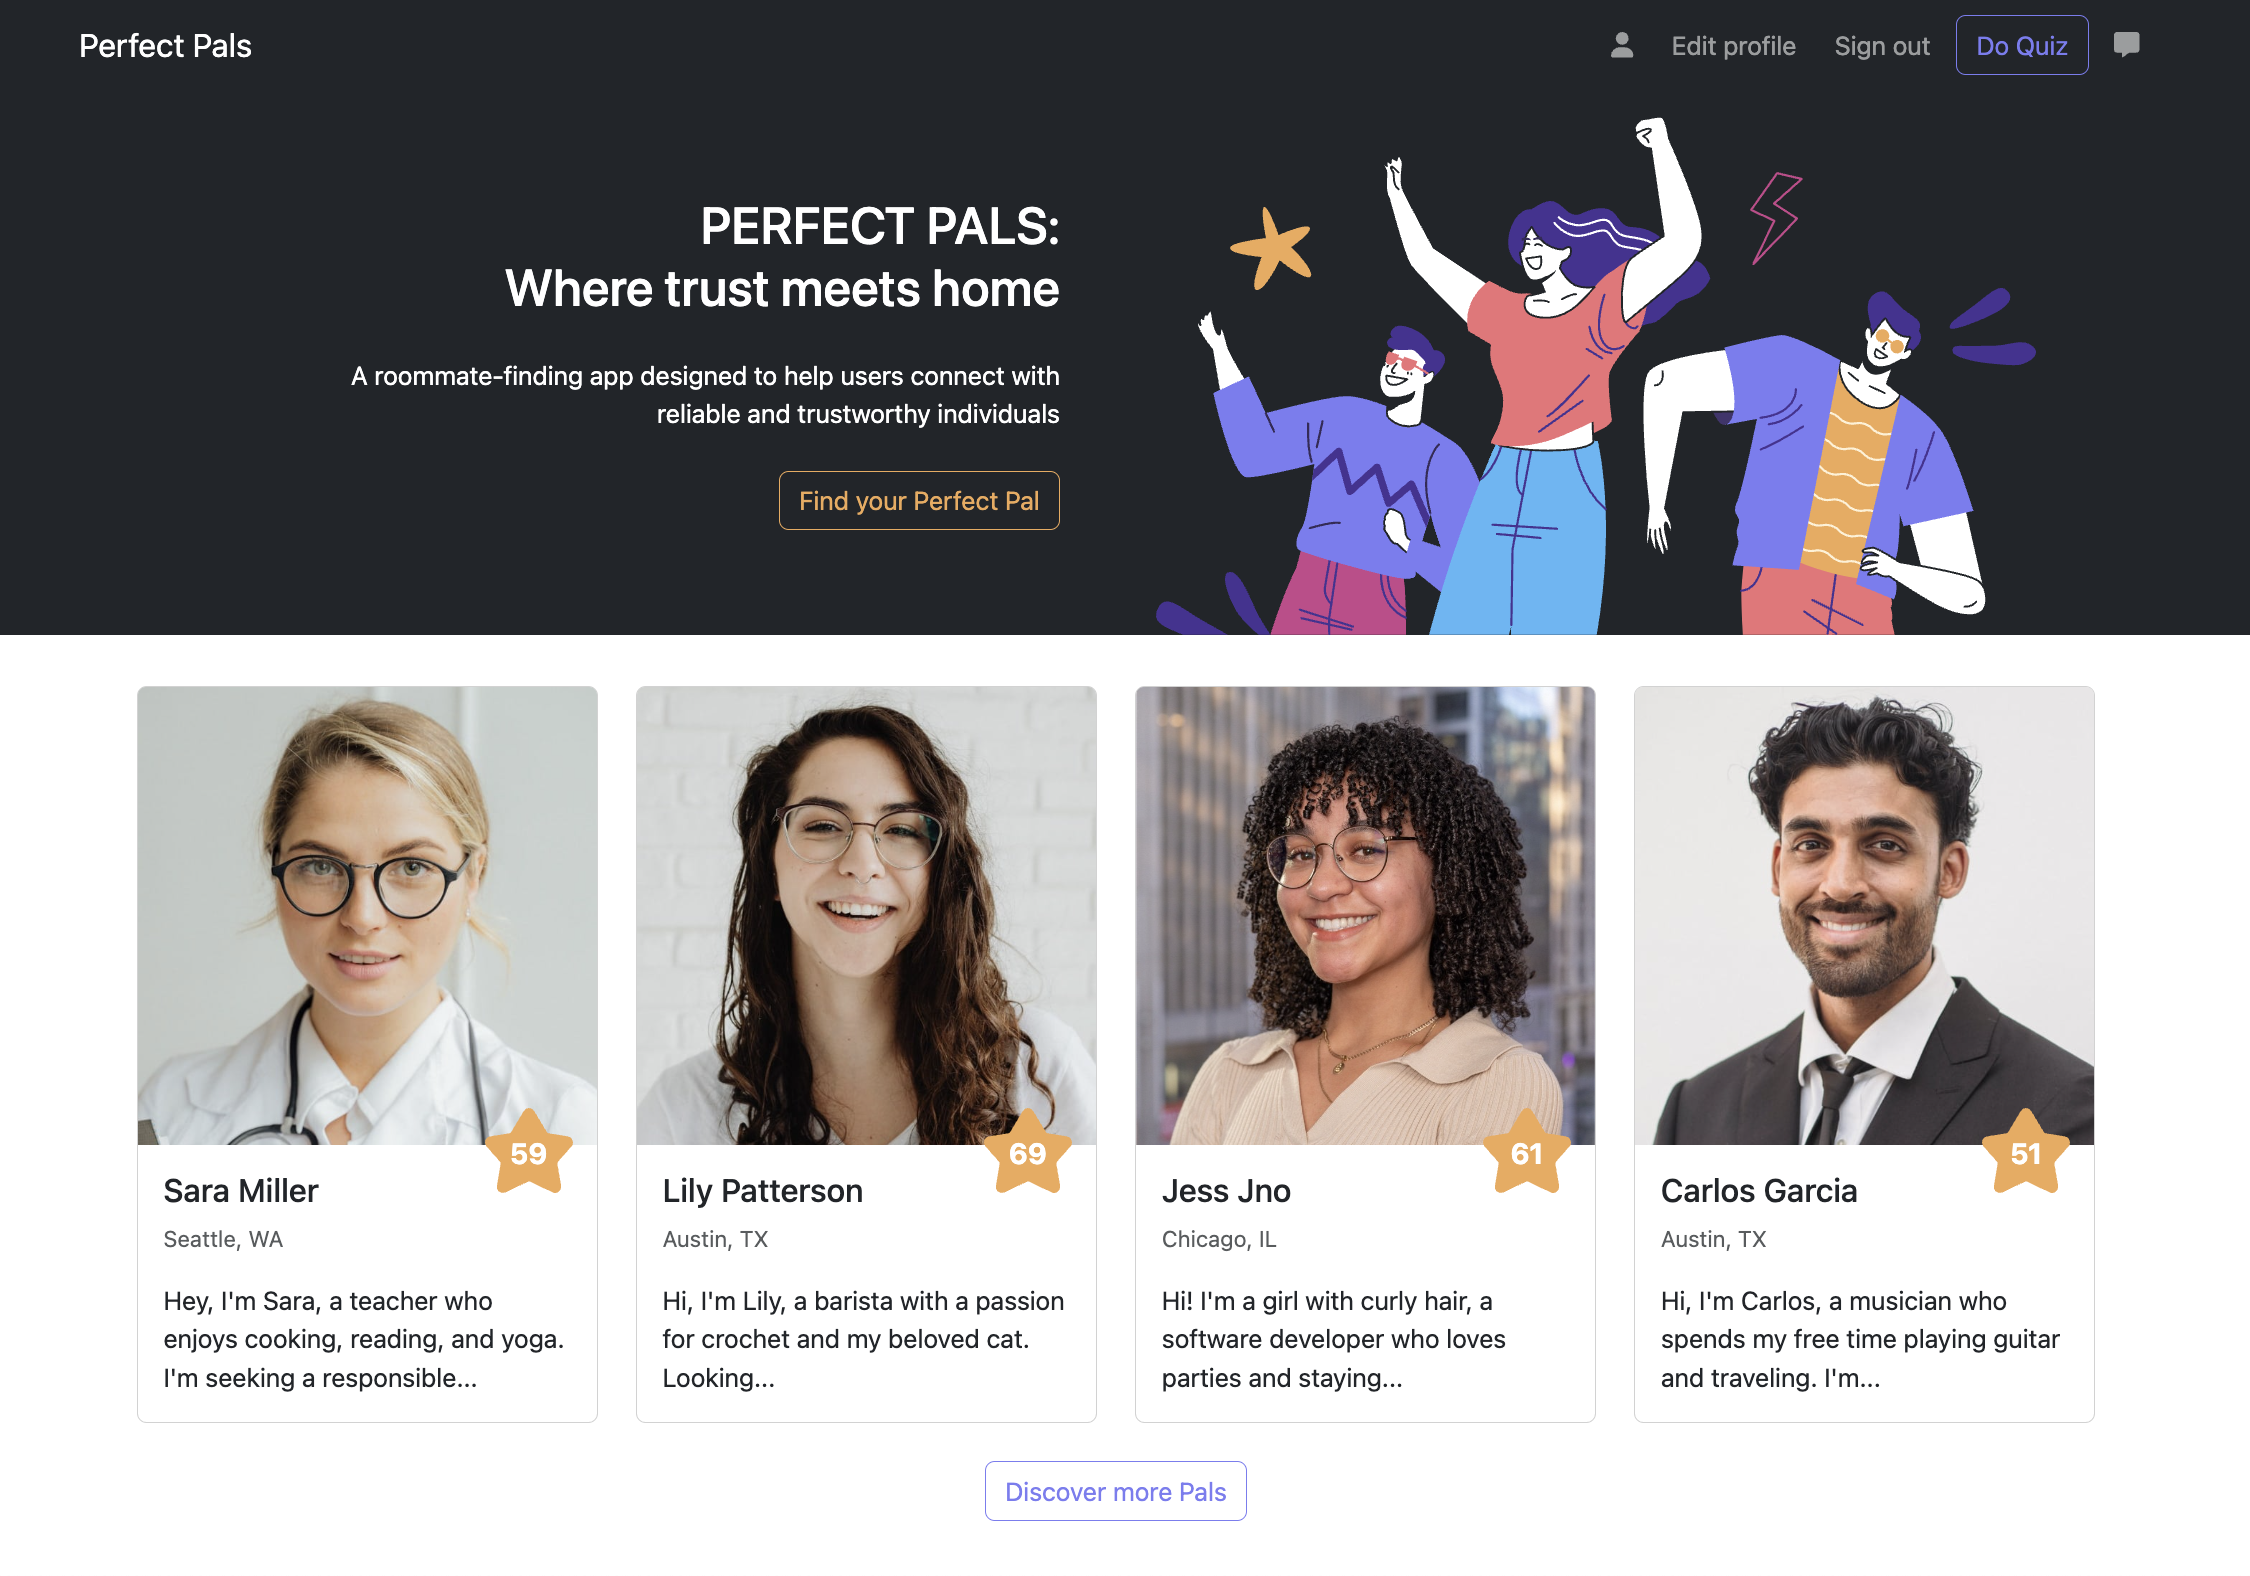 Perfect Pals
Edit profile
Sign out
Do Quiz
PERFECT PALS:
Where trust meets home
A roommate-finding app designed to help users connect with
reliable and trustworthy individuals
Find your Perfect Pal
59
Sara Miller
Seattle, WA
Hey, I'm Sara, a teacher who
enjoys cooking, reading, and yoga.
I'm seeking a responsible...
69
Lily Patterson
Austin, TX
Hi, I'm Lily, a barista with a passion
for crochet and my beloved cat.
Looking...
61
Jess Jno
Chicago, IL
Hi! I'm a girl with curly hair, a
software developer who loves
parties and staying...
51
Carlos Garcia
Austin, TX
Hi, I'm Carlos, a musician who
spends my free time playing guitar
and traveling. I'm...
Discover more Pals